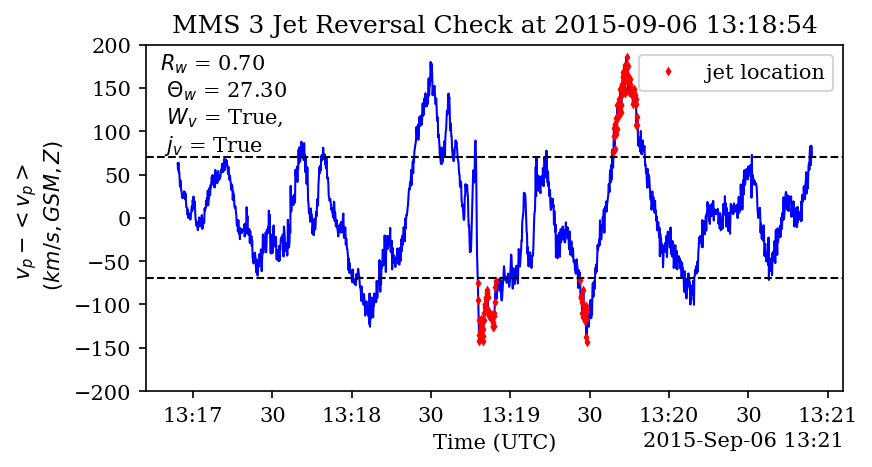 MMS 3 Jet Reversal Check at 2015-09-06 13:18:54
R_w = 0.70
Θ_w = 27.30
W_v = True,
j_v = True
jet location
200
150
100
50
0
−50
−100
−150
−200
v_p − < v_p >
(km/s, GSM, Z)
13:17 30 13:18 30 13:19 30 13:20 30 13:21
Time (UTC)
2015-Sep-06 13:21